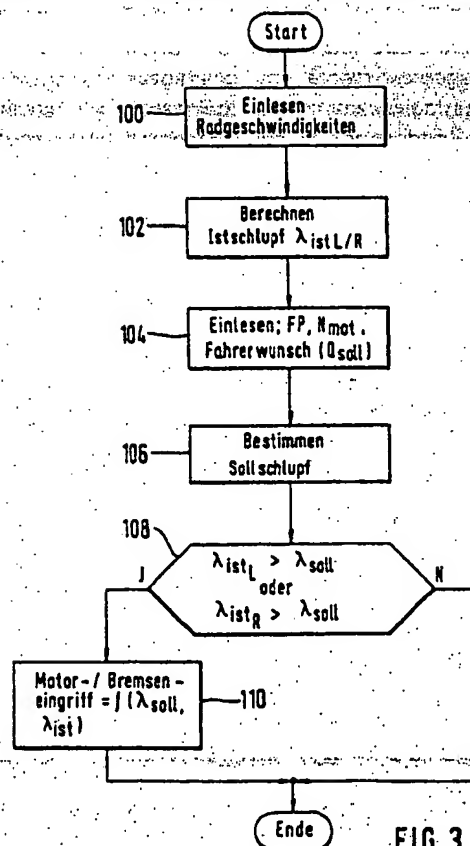 Start
100
Einlesen
Radgeschwindigkeiten
102
Berechnen
Istschlupf λistL/R
104
Einlesen; FP, Nmot.
Fahrerwunsch (Qsoll)
106
Bestimmen
Sollschlupf
108
J
N
λistL > λsoll
oder
λistR > λsoll
Motor-/ Bremsen-
eingriff = ∫(λsoll,
λist)
110
Ende
FIG. 3